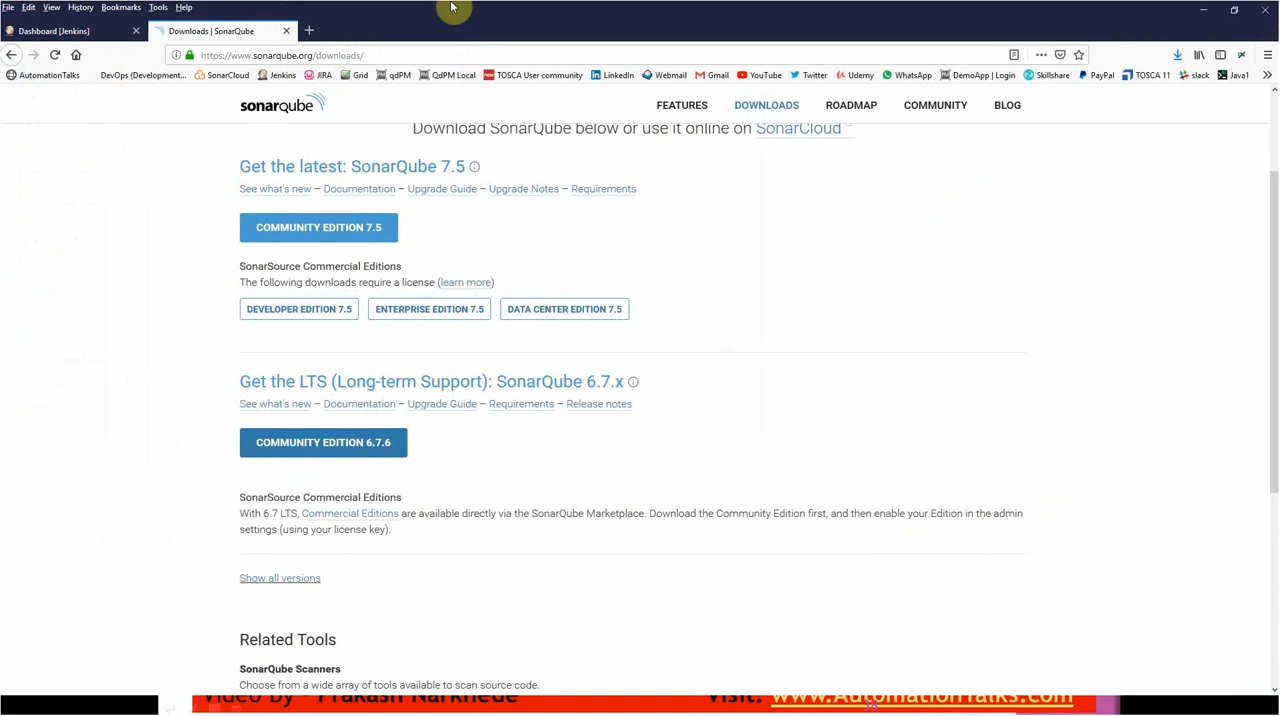 File Edit View History Bookmarks Tools Help
Dashboard [Jenkins]
Downloads | SonarQube
https://www.sonarqube.org/downloads/
AutomationTalks DevOps (Development... SonarCloud Jenkins JIRA Grid qdPM QdPM Local TOSCA User community LinkedIn Webmail Gmail YouTube Twitter Udemy WhatsApp DemoApp | Login Skillshare PayPal TOSCA 11 slack Java1
sonarqube FEATURES DOWNLOADS ROADMAP COMMUNITY BLOG
Download SonarQube below or use it online on SonarCloud
Get the latest: SonarQube 7.5
See what's new – Documentation – Upgrade Guide – Upgrade Notes – Requirements
COMMUNITY EDITION 7.5
SonarSource Commercial Editions
The following downloads require a license (learn more)
DEVELOPER EDITION 7.5 ENTERPRISE EDITION 7.5 DATA CENTER EDITION 7.5
Get the LTS (Long-term Support): SonarQube 6.7.x
See what's new – Documentation – Upgrade Guide – Requirements – Release notes
COMMUNITY EDITION 6.7.6
SonarSource Commercial Editions
With 6.7 LTS, Commercial Editions are available directly via the SonarQube Marketplace. Download the Community Edition first, and then enable your Edition in the admin
settings (using your license key).
Show all versions
Related Tools
SonarQube Scanners
Choose from a wide array of tools available to scan source code.
Video by - Prakash Narkhede Visit: www.AutomationTalks.com